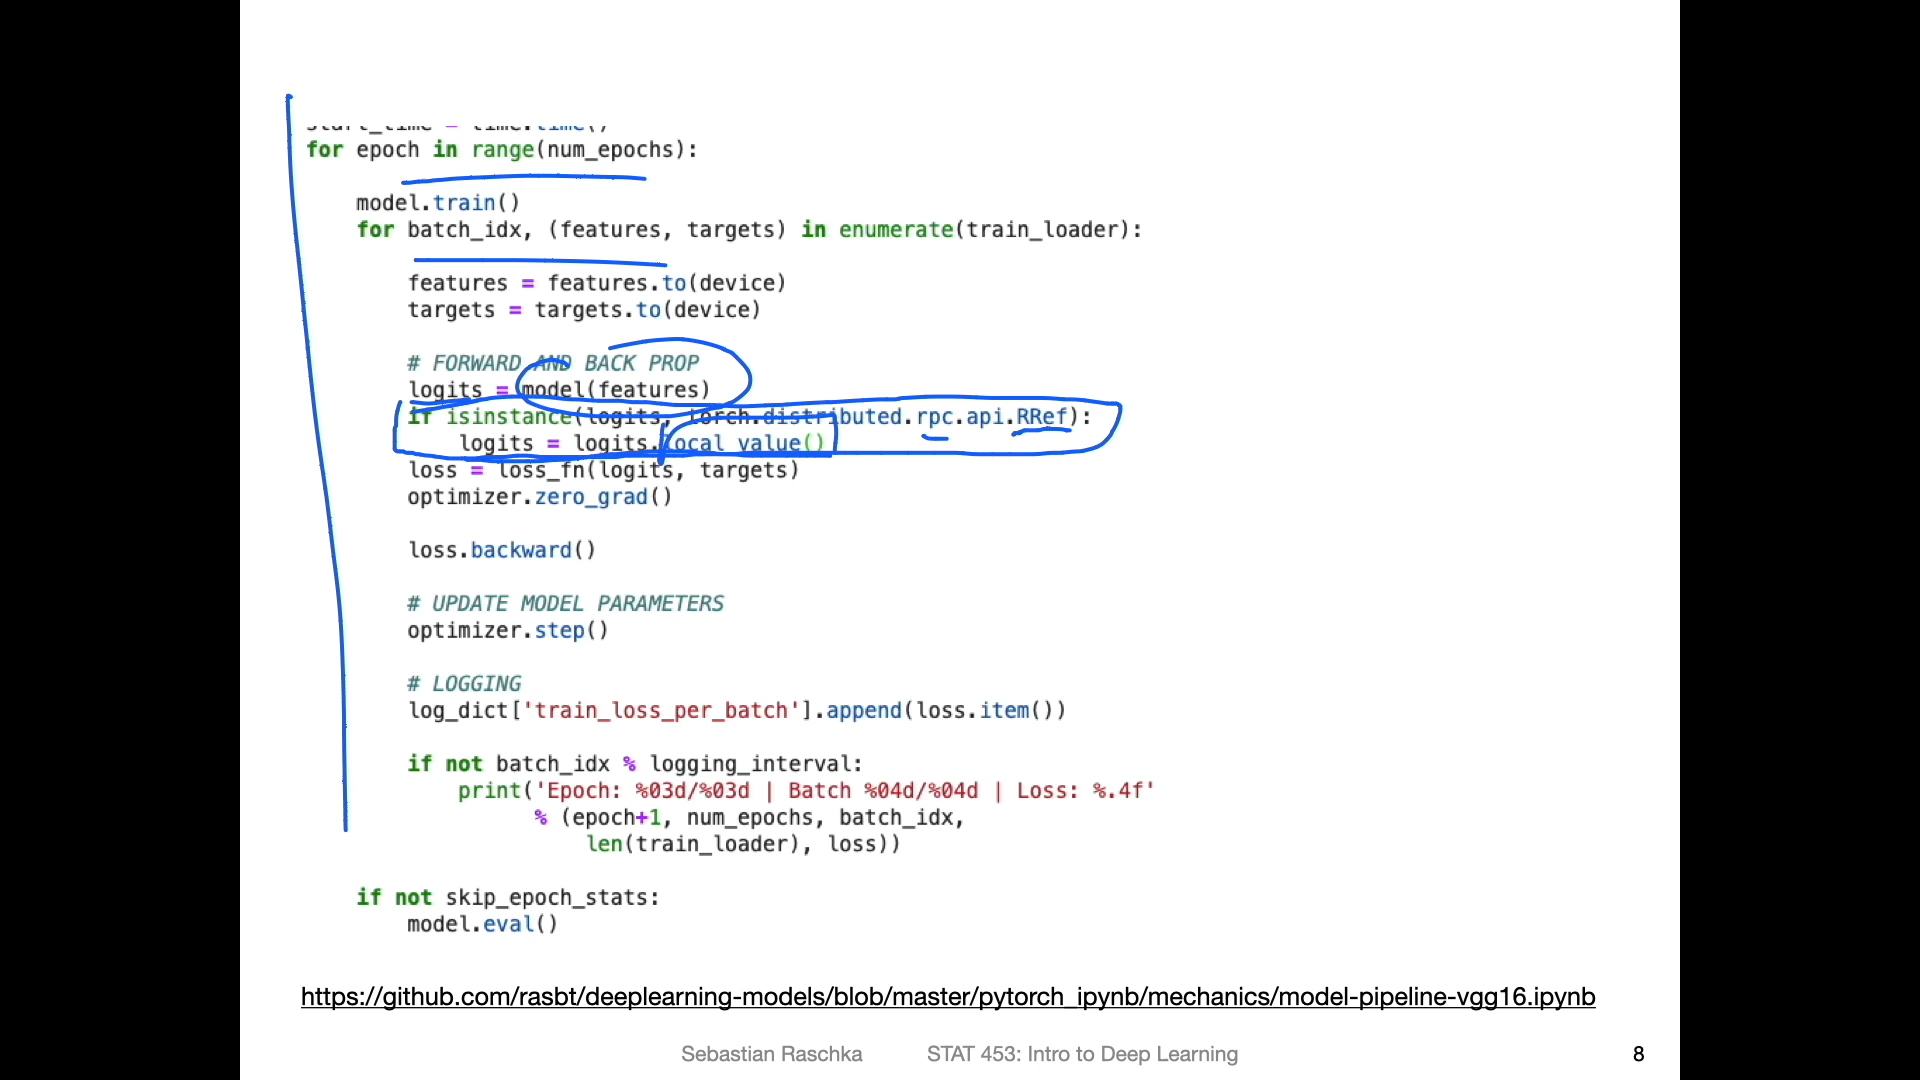 start_time = time.time()
for epoch in range(num_epochs):
model.train()
for batch_idx, (features, targets) in enumerate(train_loader):
features = features.to(device)
targets = targets.to(device)
# FORWARD AND BACK PROP
logits = model(features)
if isinstance(logits, torch.distributed.rpc.api.RRef):
logits = logits.local_value()
loss = loss_fn(logits, targets)
optimizer.zero_grad()
loss.backward()
# UPDATE MODEL PARAMETERS
optimizer.step()
# LOGGING
log_dict['train_loss_per_batch'].append(loss.item())
if not batch_idx % logging_interval:
print('Epoch: %03d/%03d | Batch %04d/%04d | Loss: %.4f'
% (epoch+1, num_epochs, batch_idx,
len(train_loader), loss))
if not skip_epoch_stats:
model.eval()
https://github.com/rasbt/deeplearning-models/blob/master/pytorch_ipynb/mechanics/model-pipeline-vgg16.ipynb
Sebastian Raschka STAT 453: Intro to Deep Learning 8